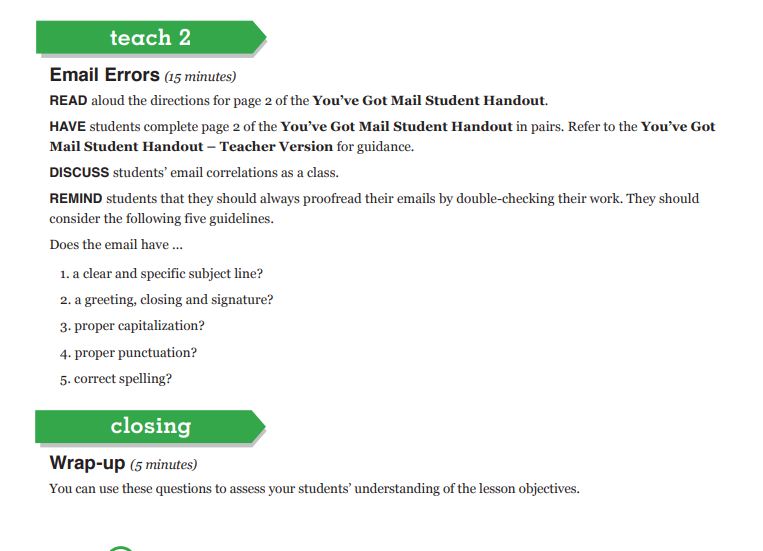 teach 2
Email Errors (15 minutes)
READ aloud the directions for page 2 of the You’ve Got Mail Student Handout.
HAVE students complete page 2 of the You’ve Got Mail Student Handout in pairs. Refer to the You’ve Got
Mail Student Handout – Teacher Version for guidance.
DISCUSS students’ email correlations as a class.
REMIND students that they should always proofread their emails by double-checking their work. They should
consider the following five guidelines.
Does the email have ...
1. a clear and specific subject line?
2. a greeting, closing and signature?
3. proper capitalization?
4. proper punctuation?
5. correct spelling?
closing
Wrap-up (5 minutes)
You can use these questions to assess your students’ understanding of the lesson objectives.